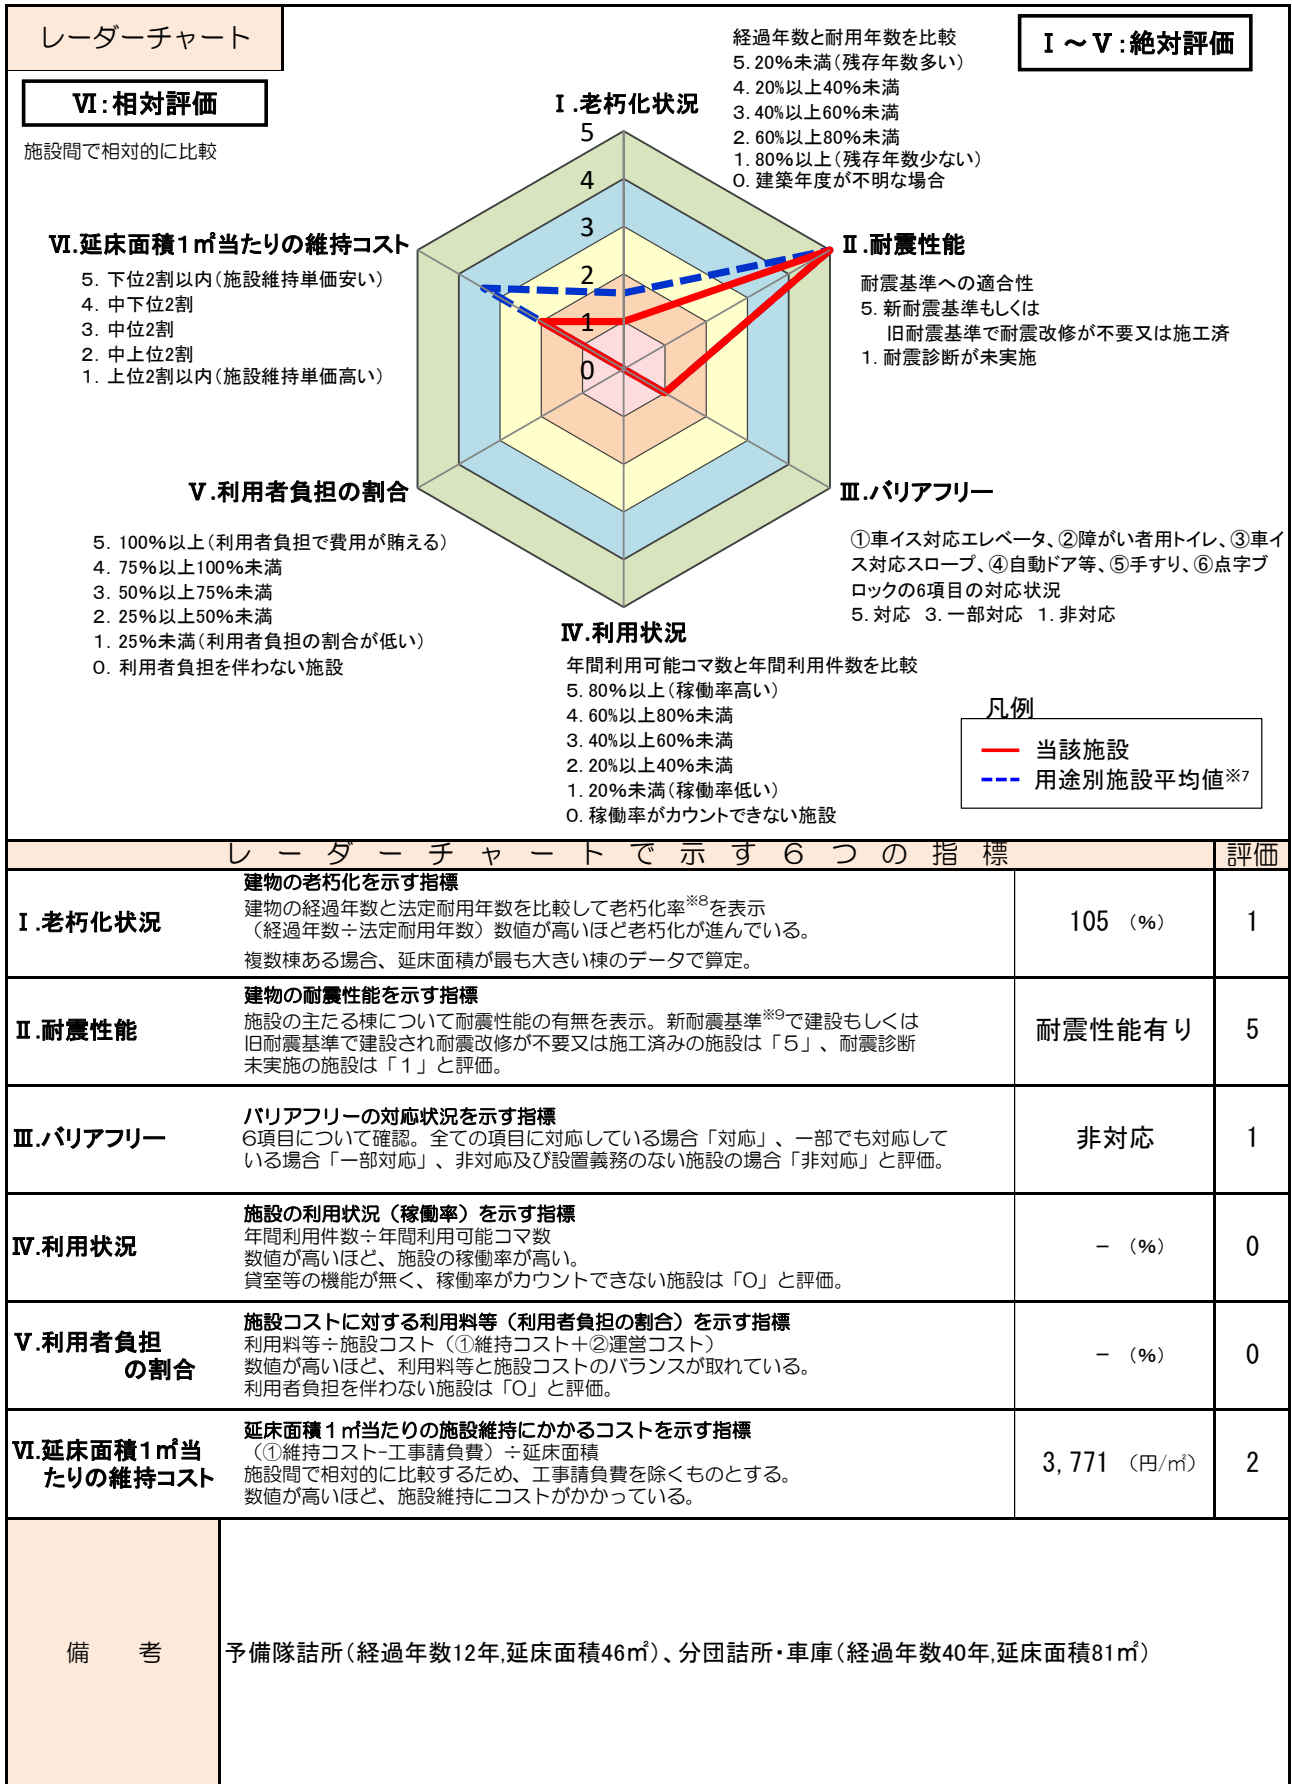 レーダーチャート
Ⅰ～Ⅴ:絶対評価
Ⅵ:相対評価
施設間で相対的に比較
経過年数と耐用年数を比較
5.20%未満(残存年数多い)
4.20%以上40%未満
3.40%以上60%未満
2.60%以上80%未満
1.80%以上(残存年数少ない)
0.建築年度が不明な場合
Ⅰ.老朽化状況
5
4
3
2
1
0
Ⅱ.耐震性能
耐震基準への適合性
5.新耐震基準もしくは
旧耐震基準で耐震改修が不要又は施工済
1.耐震診断が未実施
Ⅵ.延床面積1㎡当たりの維持コスト
5.下位2割以内(施設維持単価安い)
4.中下位2割
3.中位2割
2.中上位2割
1.上位2割以内(施設維持単価高い)
Ⅴ.利用者負担の割合
5.100%以上(利用者負担で費用が賄える)
4.75%以上100%未満
3.50%以上75%未満
2.25%以上50%未満
1.25%未満(利用者負担の割合が低い)
0.利用者負担を伴わない施設
Ⅲ.バリアフリー
①車イス対応エレベータ、②障がい者用トイレ、③車イ
ス対応スロープ、④自動ドア等、⑤手すり、⑥点字ブ
ロックの6項目の対応状況
5.対応 3.一部対応 1.非対応
Ⅳ.利用状況
年間利用可能コマ数と年間利用件数を比較
5.80%以上(稼働率高い)
4.60%以上80%未満
3.40%以上60%未満
2.20%以上40%未満
1.20%未満(稼働率低い)
0.稼働率がカウントできない施設
凡例
当該施設
用途別施設平均値※7
レーダーチャートで示す6つの指標 評価
Ⅰ.老朽化状況
建物の老朽化を示す指標
建物の経過年数と法定耐用年数を比較して老朽化率※8を表示
（経過年数÷法定耐用年数）数値が高いほど老朽化が進んでいる。
複数棟ある場合、延床面積が最も大きい棟のデータで算定。
105 (%) 1
Ⅱ.耐震性能
建物の耐震性能を示す指標
施設の主たる棟について耐震性能の有無を表示。新耐震基準※9で建設もしくは
旧耐震基準で建設され耐震改修が不要又は施工済みの施設は「5」、耐震診断
未実施の施設は「1」と評価。
耐震性能有り 5
Ⅲ.バリアフリー
バリアフリーの対応状況を示す指標
6項目について確認。全ての項目に対応している場合「対応」、一部でも対応して
いる場合「一部対応」、非対応及び設置義務のない施設の場合「非対応」と評価。
非対応 1
Ⅳ.利用状況
施設の利用状況（稼働率）を示す指標
年間利用件数÷年間利用可能コマ数
数値が高いほど、施設の稼働率が高い。
貸室等の機能が無く、稼働率がカウントできない施設は「0」と評価。
－ (%) 0
Ⅴ.利用者負担
の割合
施設コストに対する利用料等（利用者負担の割合）を示す指標
利用料等÷施設コスト（①維持コスト＋②運営コスト）
数値が高いほど、利用料等と施設コストのバランスが取れている。
利用者負担を伴わない施設は「0」と評価。
－ (%) 0
Ⅵ.延床面積1㎡当
たりの維持コスト
延床面積1㎡当たりの施設維持にかかるコストを示す指標
（①維持コスト-工事請負費）÷延床面積
施設間で相対的に比較するため、工事請負費を除くものとする。
数値が高いほど、施設維持にコストがかかっている。
3,771 (円/㎡) 2
備 考
予備隊詰所(経過年数12年,延床面積46㎡)、分団詰所・車庫(経過年数40年,延床面積81㎡)